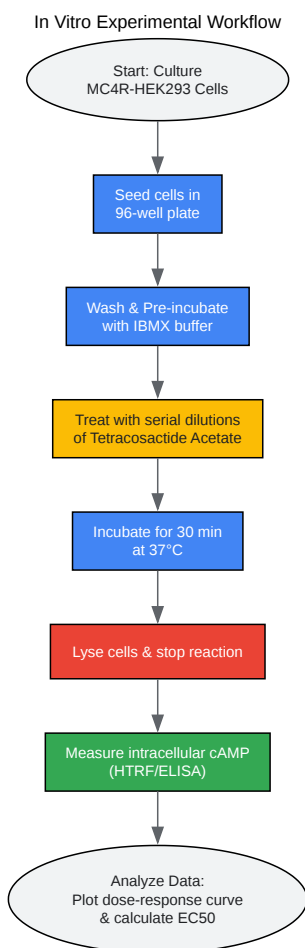 In Vitro Experimental Workflow
Start: Culture
MC4R-HEK293 Cells
Seed cells in
96-well plate
Wash & Pre-incubate
with IBMX buffer
Treat with serial dilutions
of Tetracosactide Acetate
Incubate for 30 min
at 37°C
Lyse cells & stop reaction
Measure intracellular cAMP
(HTRF/ELISA)
Analyze Data:
Plot dose-response curve
& calculate EC50